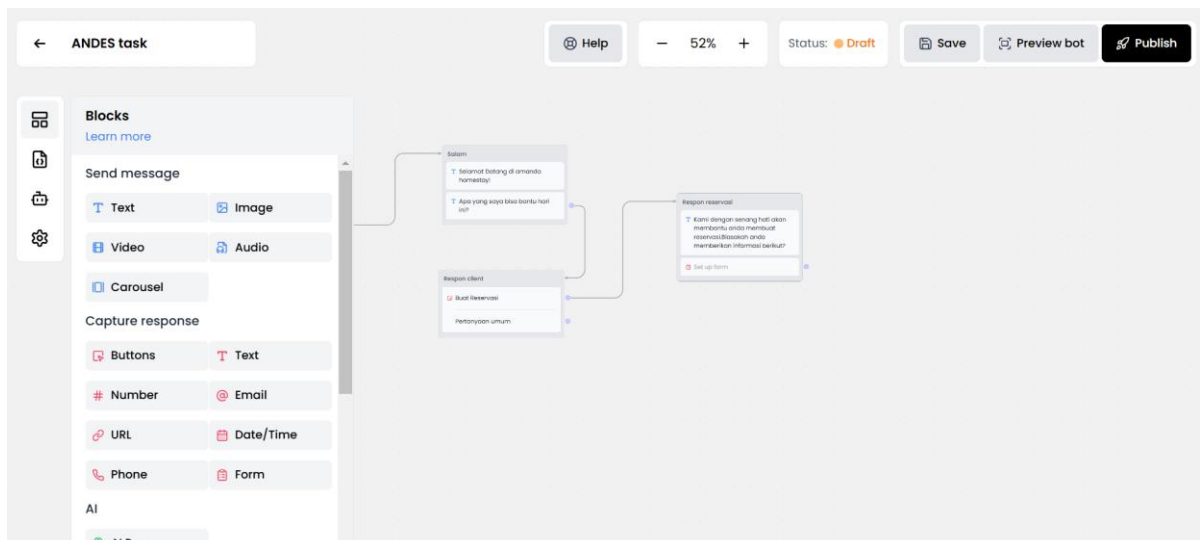 ANDES task
Help
52%
Status: Draft
Save
Preview bot
Publish
Blocks
Learn more
Send message
Text
Image
Video
Audio
Carousel
Capture response
Buttons
Text
Number
Email
URL
Date/Time
Phone
Form
AI
Salam
Selamat Datang di amanda
homestay!
Apa yang saya bisa bantu hari
ini?
Respon client
Buat Reservasi
Pertanyaan umum
Respon reservasi
Kami dengan senang hati akan
membantu anda membuat
reservasi.Biasakah anda
memberikan informasi berikut?
Set up form